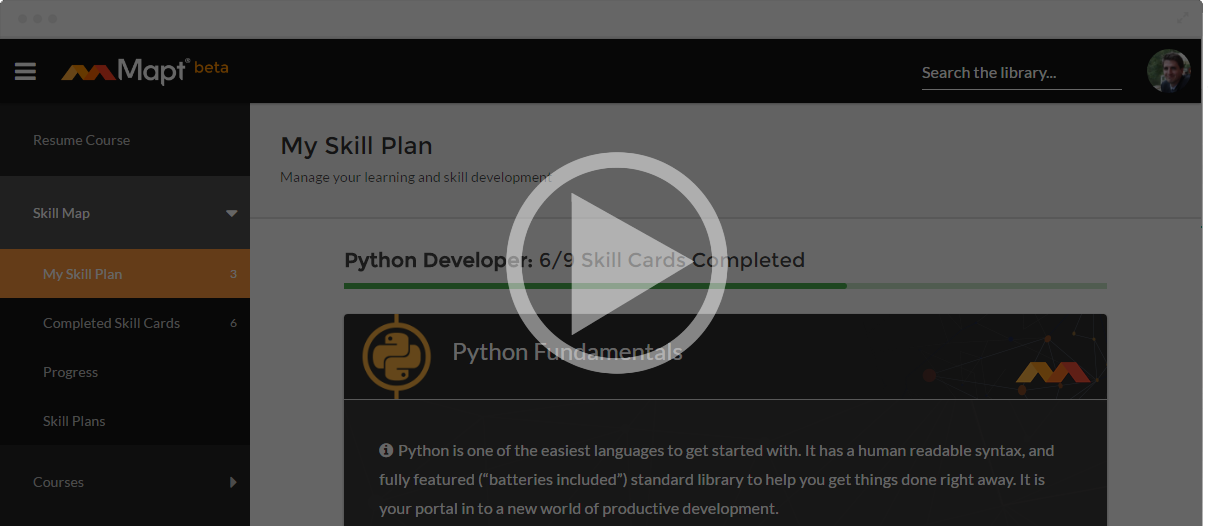 Mapt® beta
Search the library...
Resume Course
Skill Map
My Skill Plan 3
Completed Skill Cards 6
Progress
Skill Plans
Courses
My Skill Plan
Manage your learning and skill development
Python Developer: 6/9 Skill Cards Completed
Python Fundamentals
Python is one of the easiest languages to get started with. It has a human readable syntax, and
fully featured (“batteries included”) standard library to help you get things done right away. It is
your portal in to a new world of productive development.